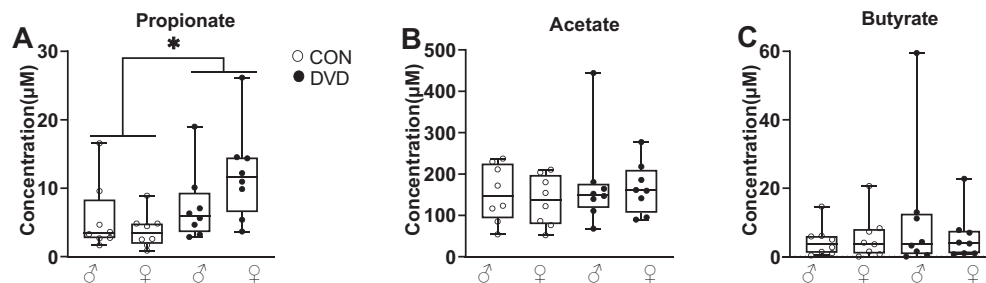 A
Propionate
Concentration(µM)
30
20
10
0
*
○ CON
● DVD
♂ ♀ ♂ ♀
B
Acetate
Concentration(µM)
500
400
300
200
100
0
♂ ♀ ♂ ♀
C
Butyrate
Concentration(µM)
60
40
20
0
♂ ♀ ♂ ♀